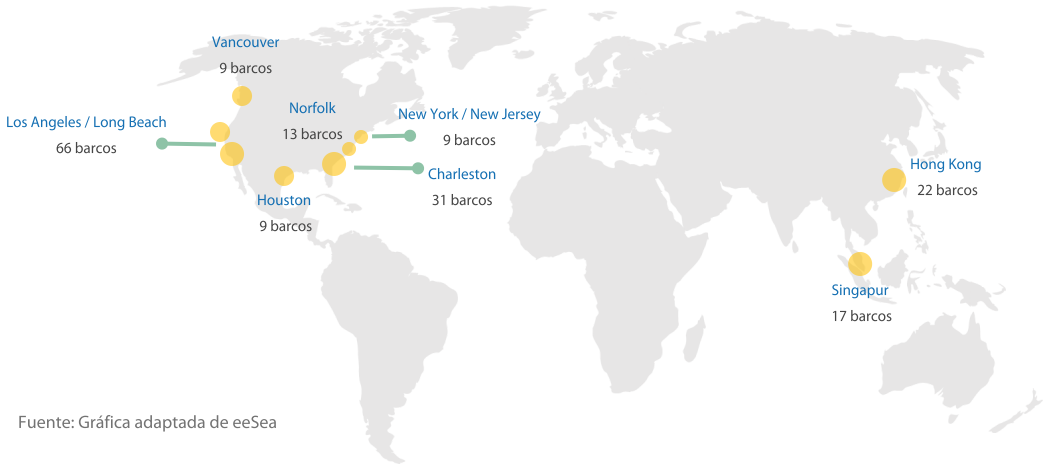 Vancouver
9 barcos
Norfolk
13 barcos
New York / New Jersey
9 barcos
Los Angeles / Long Beach
66 barcos
Charleston
31 barcos
Houston
9 barcos
Hong Kong
22 barcos
Singapur
17 barcos
Fuente: Gráfica adaptada de eeSea